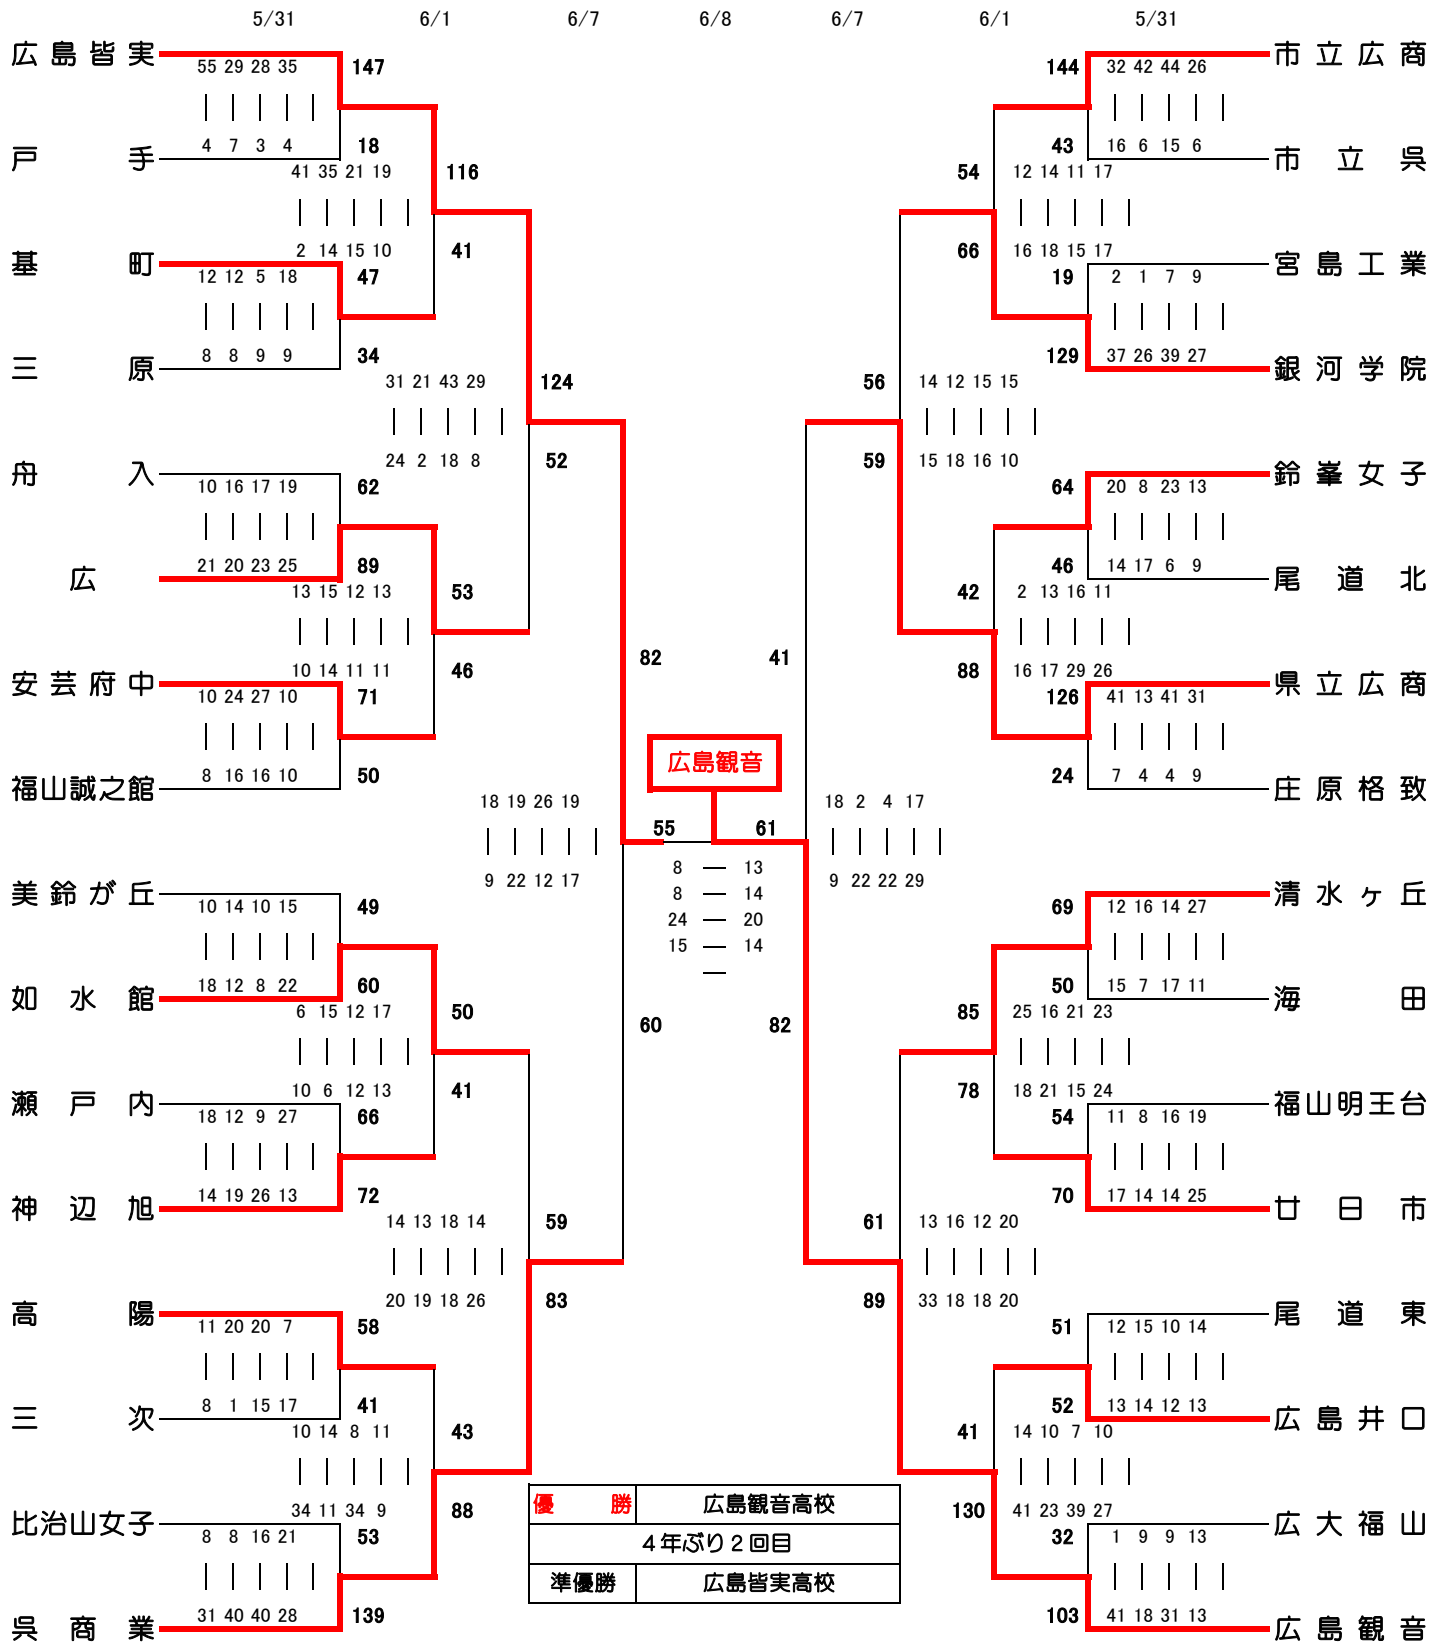 5/31 6/1 6/7 6/8 6/7 6/1 5/31
広島皆実 147 144 市立広商
55 29 28 35 32 42 44 26
4 7 3 4 18 43 16 6 15 6
戸手 市立呉
41 35 21 19 116 54 12 14 11 17
2 14 15 10 41 66 16 18 15 17
基町 宮島工業
12 12 5 18 47 19 2 1 7 9
8 8 9 9 34 129 37 26 39 27
三原 銀河学院
31 21 43 29 124 56 14 12 15 15
24 2 18 8 52 59 15 18 16 10
舟入 鈴峯女子
10 16 17 19 62 64 20 8 23 13
21 20 23 25 89 46 14 17 6 9
広 尾道北
13 15 12 13 53 42 2 13 16 11
10 14 11 11 46 88 16 17 29 26
82 41
安芸府中 県立広商
10 24 27 10 71 126 41 13 41 31
8 16 16 10 50 24 7 4 4 9
福山誠之館 庄原格致
広島観音
18 19 26 19 18 2 4 17
55 61
9 22 12 17 9 22 22 29
8 13
8 14
24 20
15 14
美鈴が丘 清水ヶ丘
10 14 10 15 49 69 12 16 14 27
18 12 8 22 60 50 15 7 17 11
如水館 海田
6 15 12 17 50 85 25 16 21 23
60 82
10 6 12 13 41 78 18 21 15 24
瀬戸内 福山明王台
18 12 9 27 66 54 11 8 16 19
14 19 26 13 72 70 17 14 14 25
神辺旭 廿日市
14 13 18 14 59 61 13 16 12 20
20 19 18 26 83 89 33 18 18 20
高陽 尾道東
11 20 20 7 58 51 12 15 10 14
8 1 15 17 41 52 13 14 12 13
三次 広島井口
10 14 8 11 43 41 14 10 7 10
34 11 34 9 88 130 41 23 39 27
優勝 広島観音高校
4年ぶり2回目
準優勝 広島皆実高校
比治山女子 広大福山
8 8 16 21 53 32 1 9 9 13
31 40 40 28 139 103 41 18 31 13
呉商業 広島観音